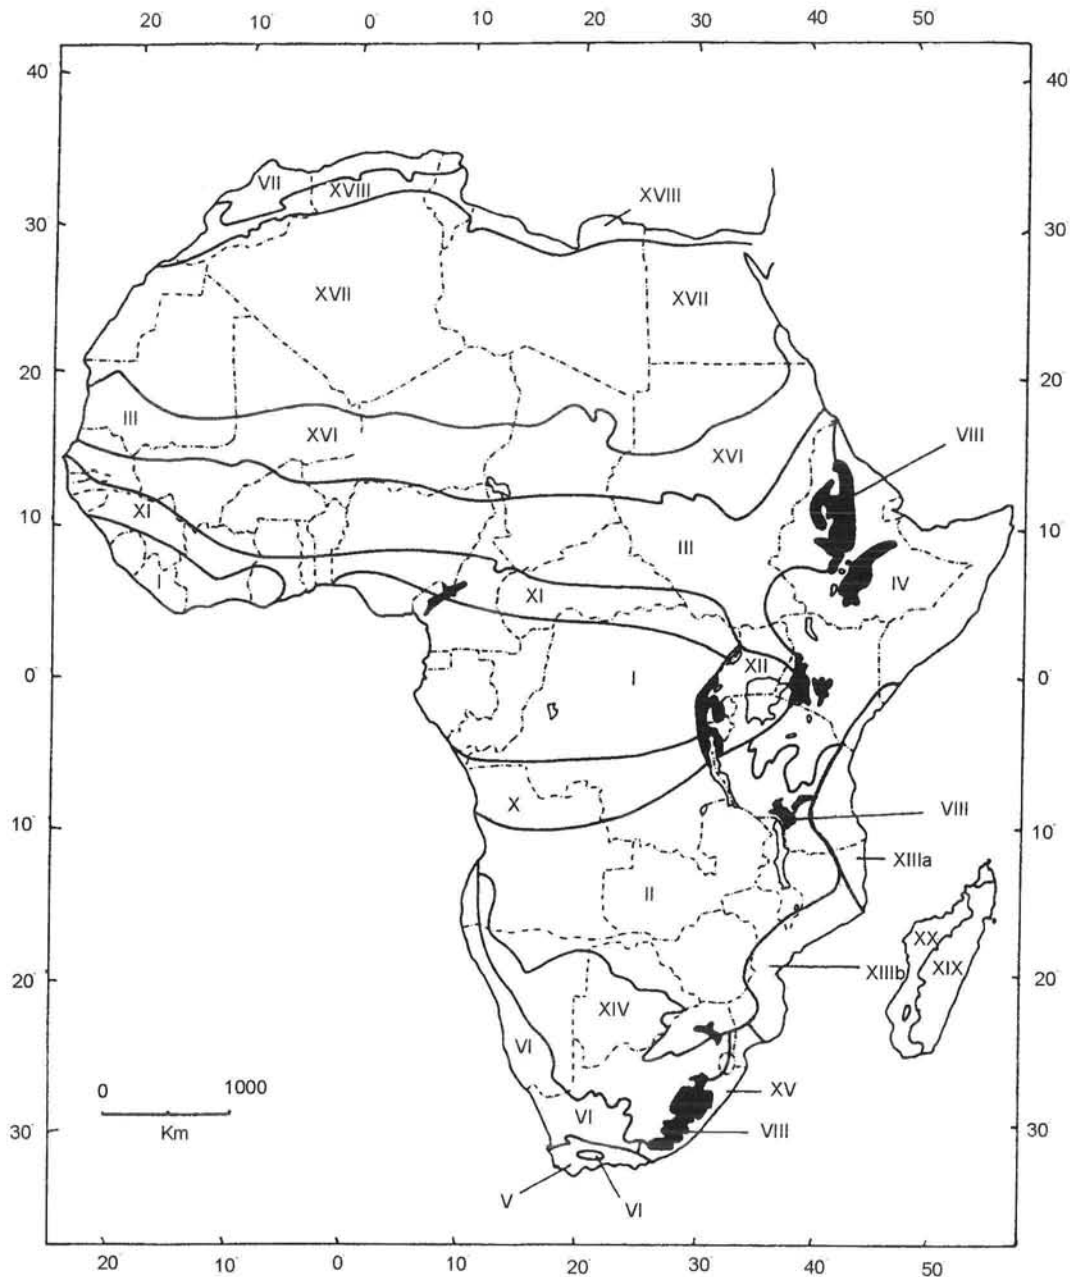 20 10 0 10 20 30 40 50
40 40
VII
XVIII XVIII
30 30
XVII XVII
20 20
III
XVI VIII
XVI
XI
10 10
III
IV
I XI
XII
0 I 0
X VIII
10 10
XIIIa
II
XX
XIIIb XIX
20 20
XIV
VI
0 1000
XV
VI
Km VIII
30 30
V VI
20 10 0 10 20 30 40 50